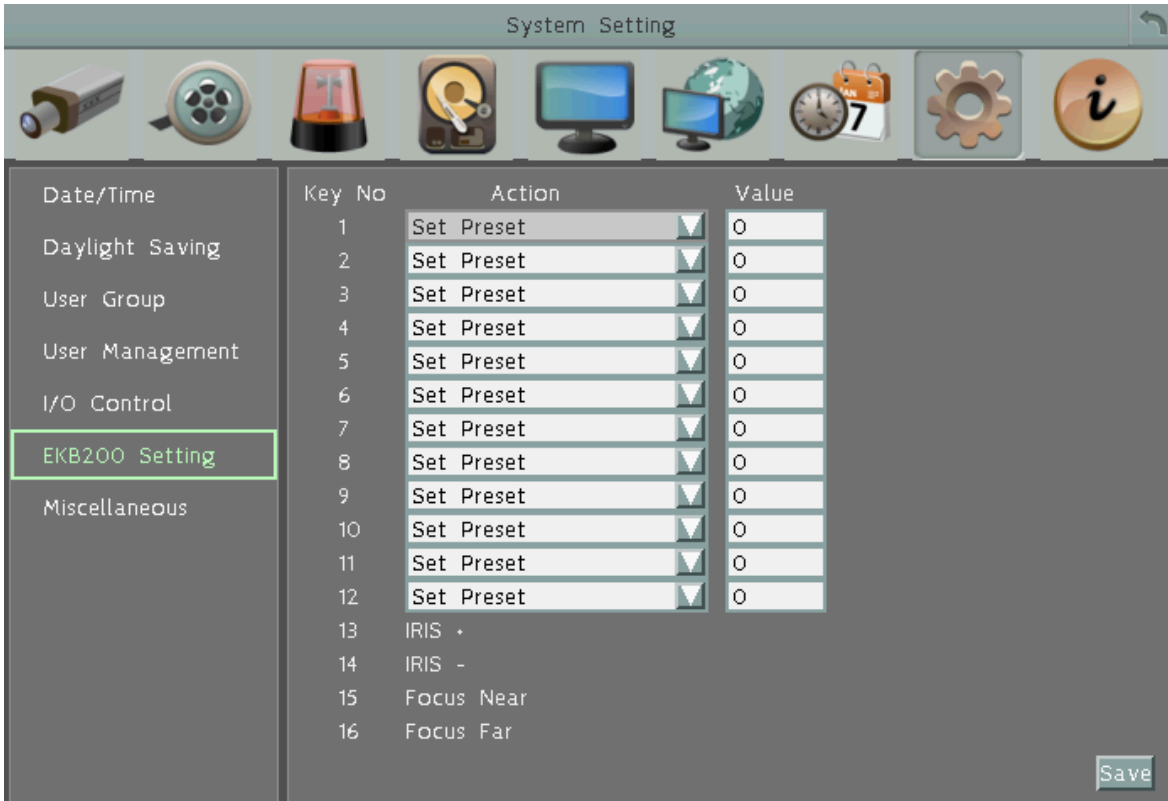 System Setting
JAN
7
Date/Time
Daylight Saving
User Group
User Management
I/O Control
EKB200 Setting
Miscellaneous
Key No Action Value
1 Set Preset 0
2 Set Preset 0
3 Set Preset 0
4 Set Preset 0
5 Set Preset 0
6 Set Preset 0
7 Set Preset 0
8 Set Preset 0
9 Set Preset 0
10 Set Preset 0
11 Set Preset 0
12 Set Preset 0
13 IRIS +
14 IRIS -
15 Focus Near
16 Focus Far
Save